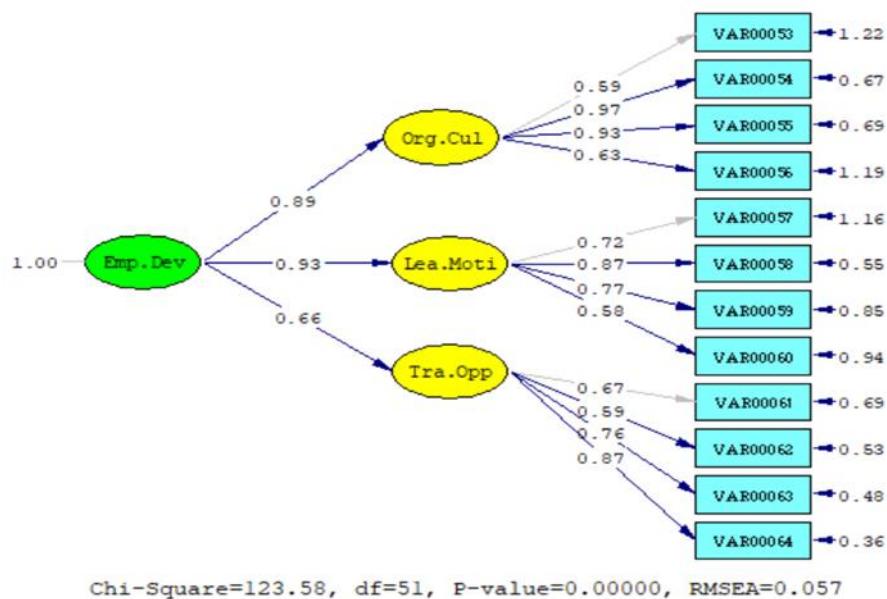 VAR00053 1.22
0.59
VAR00054 0.67
0.97
Org.Cul
0.93
VAR00055 0.69
0.63
VAR00056 1.19
0.89
VAR00057 1.16
0.72
1.00 Emp.Dev 0.93 Lea.Moti 0.87 VAR00058 0.55
0.77
VAR00059 0.85
0.58
0.66
VAR00060 0.94
Tra.Opp
0.67
VAR00061 0.69
0.59
0.76
VAR00062 0.53
0.87
VAR00063 0.48
VAR00064 0.36
Chi-Square=123.58, df=51, P-value=0.00000, RMSEA=0.057